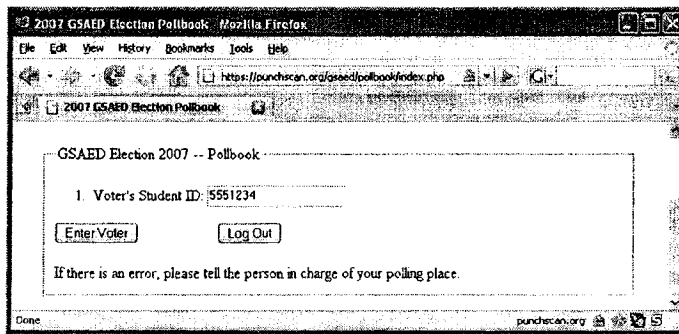 2007 GSAED Election Pollbook - Mozilla Firefox
File Edit View History Bookmarks Tools Help
https://punchscan.org/gsaed/pollbook/index.php
2007 GSAED Election Pollbook
GSAED Election 2007 -- Pollbook
1. Voter's Student ID: 5551234
Enter Voter Log Out
If there is an error, please tell the person in charge of your polling place.
Done punchscan.org